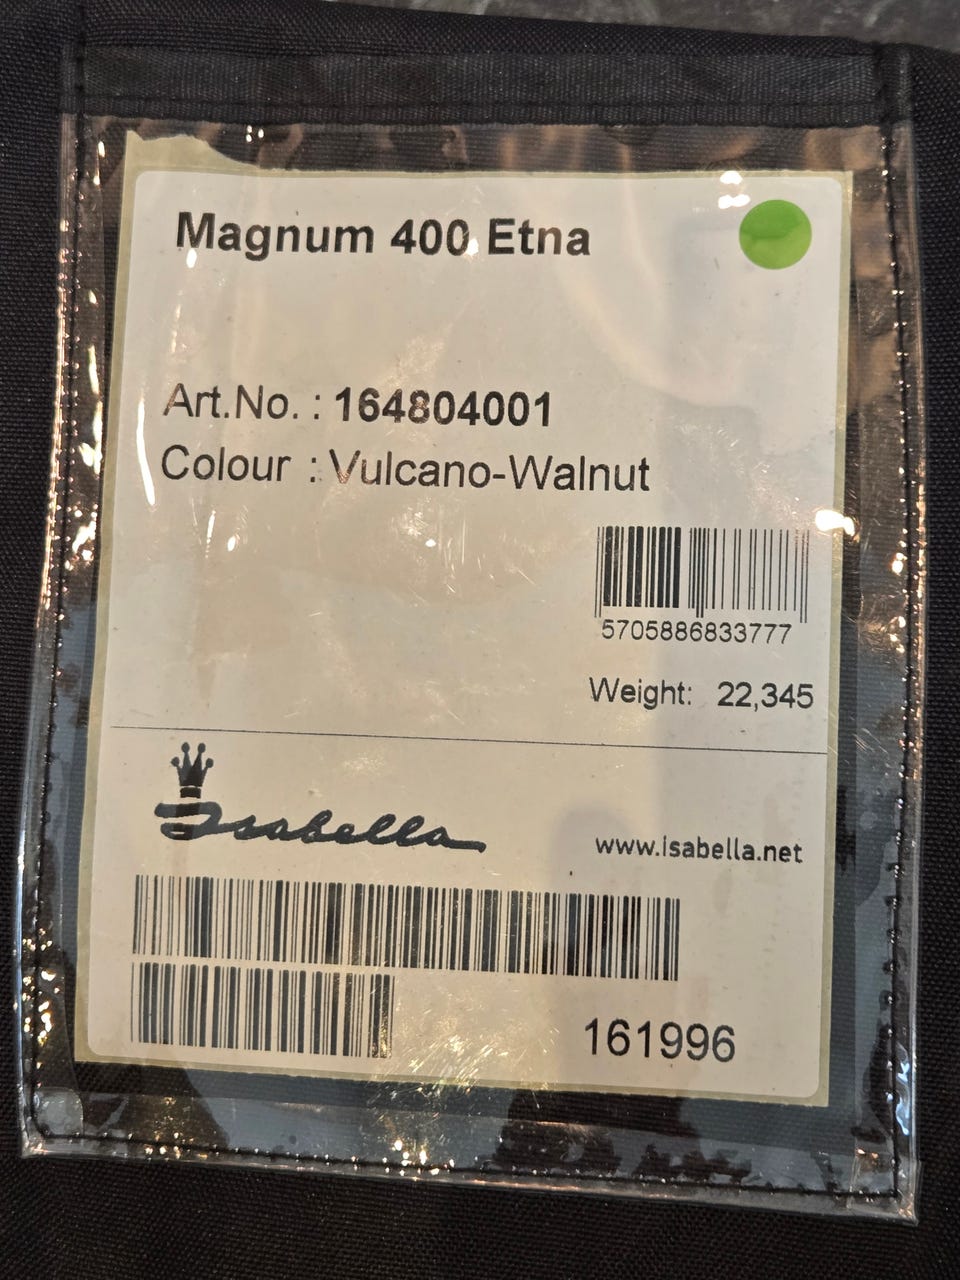 Magnum 400 Etna
Art.No. : 164804001
Colour : Vulcano-Walnut
5705886833777
Weight: 22,345
Isabella
www.isabella.net
161996